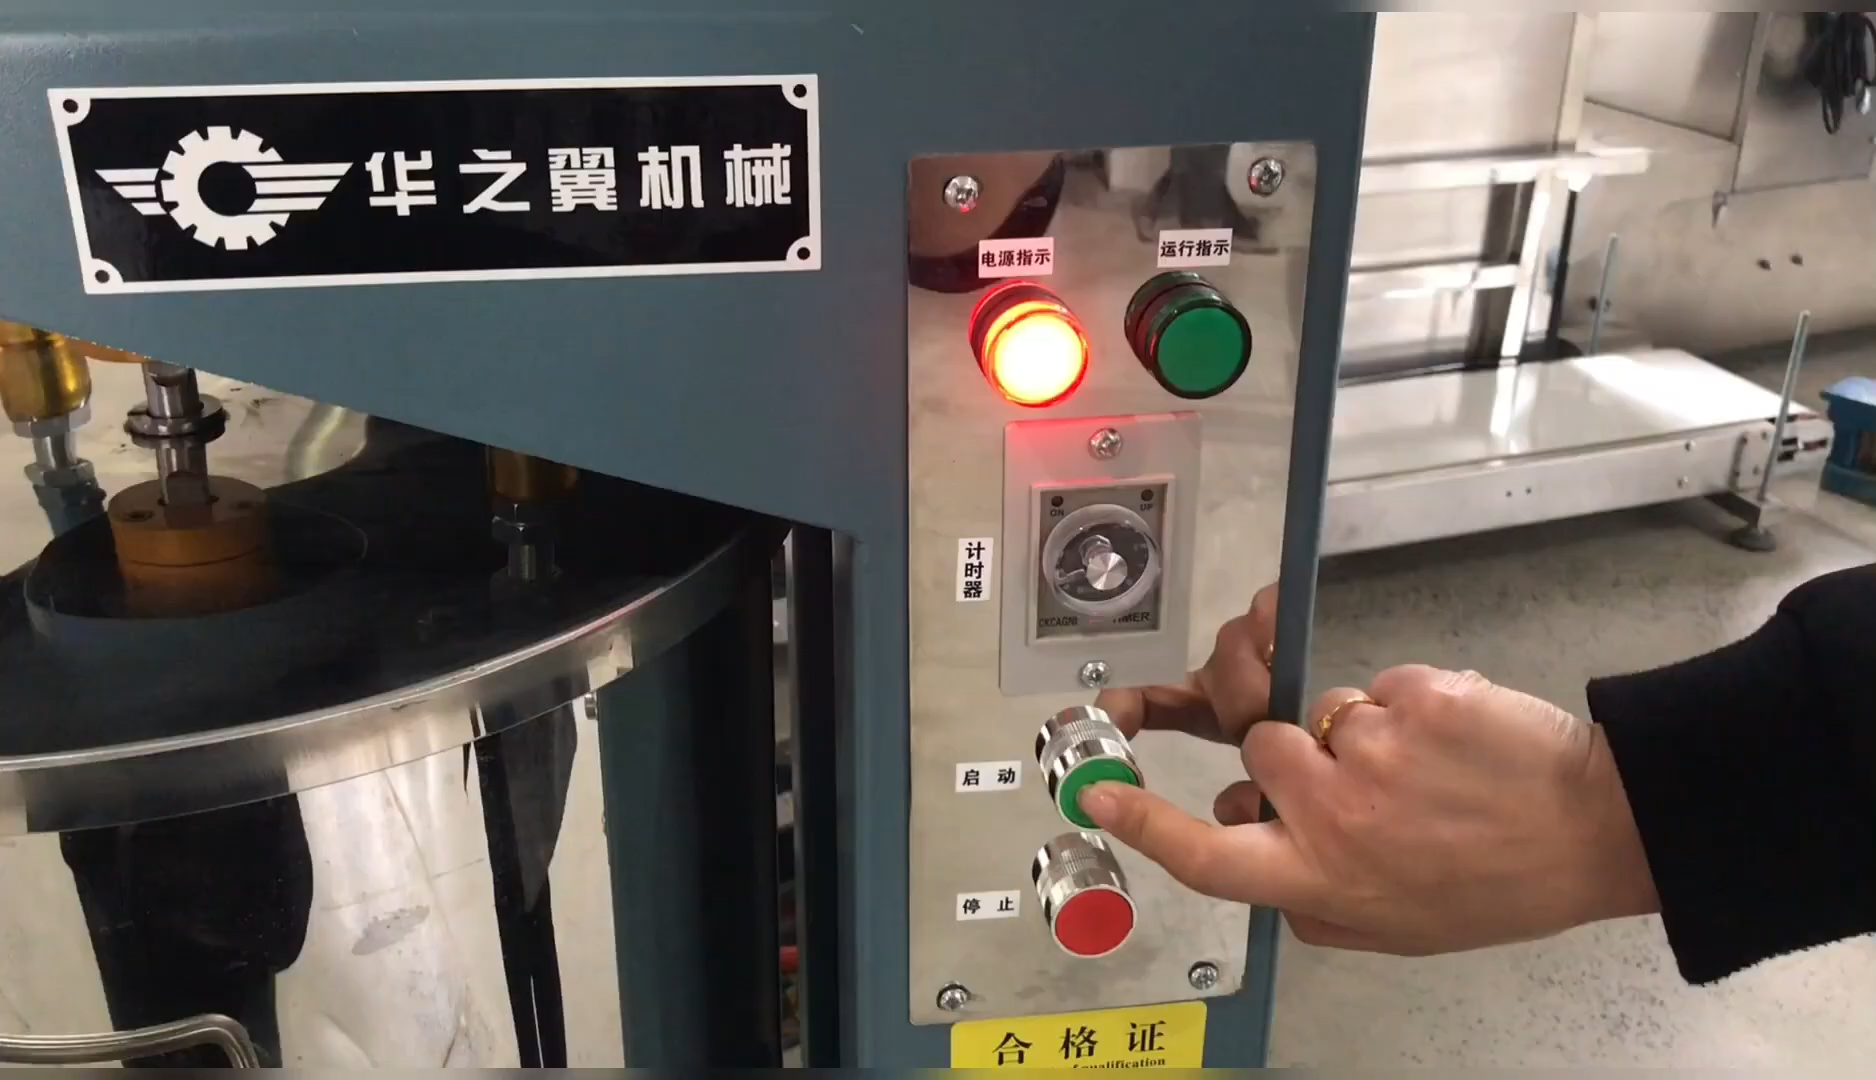 华之翼机械
电源指示
运行指示
ON
UP
TIMER
计时器
启动
停止
合格证
qualification